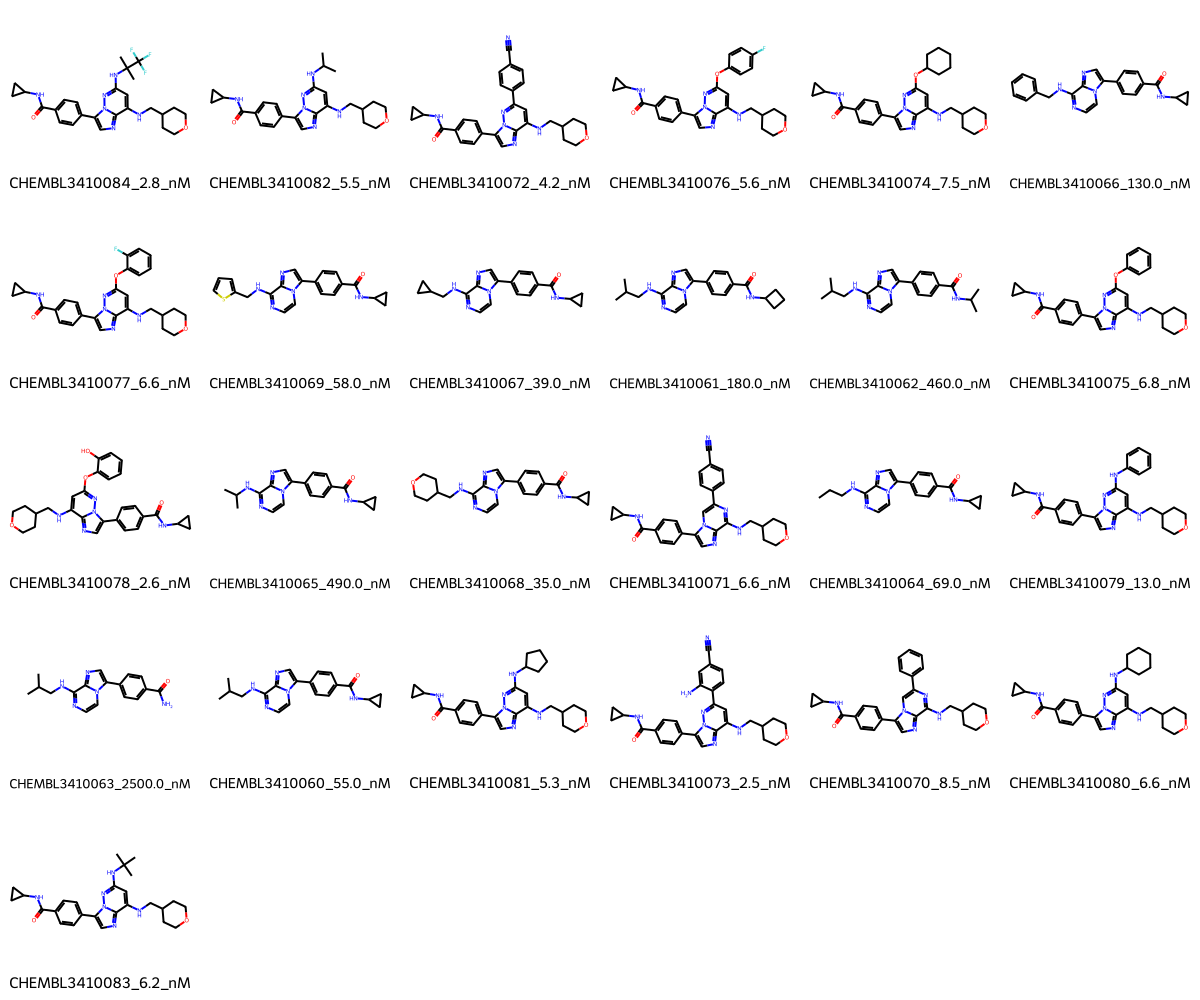 CHEMBL3410084_2.8_nM
CHEMBL3410082_5.5_nM
CHEMBL3410072_4.2_nM
CHEMBL3410076_5.6_nM
CHEMBL3410074_7.5_nM
CHEMBL3410066_130.0_nM
CHEMBL3410077_6.6_nM
CHEMBL3410069_58.0_nM
CHEMBL3410067_39.0_nM
CHEMBL3410061_180.0_nM
CHEMBL3410062_460.0_nM
CHEMBL3410075_6.8_nM
CHEMBL3410078_2.6_nM
CHEMBL3410065_490.0_nM
CHEMBL3410068_35.0_nM
CHEMBL3410071_6.6_nM
CHEMBL3410064_69.0_nM
CHEMBL3410079_13.0_nM
CHEMBL3410063_2500.0_nM
CHEMBL3410060_55.0_nM
CHEMBL3410081_5.3_nM
CHEMBL3410073_2.5_nM
CHEMBL3410070_8.5_nM
CHEMBL3410080_6.6_nM
CHEMBL3410083_6.2_nM